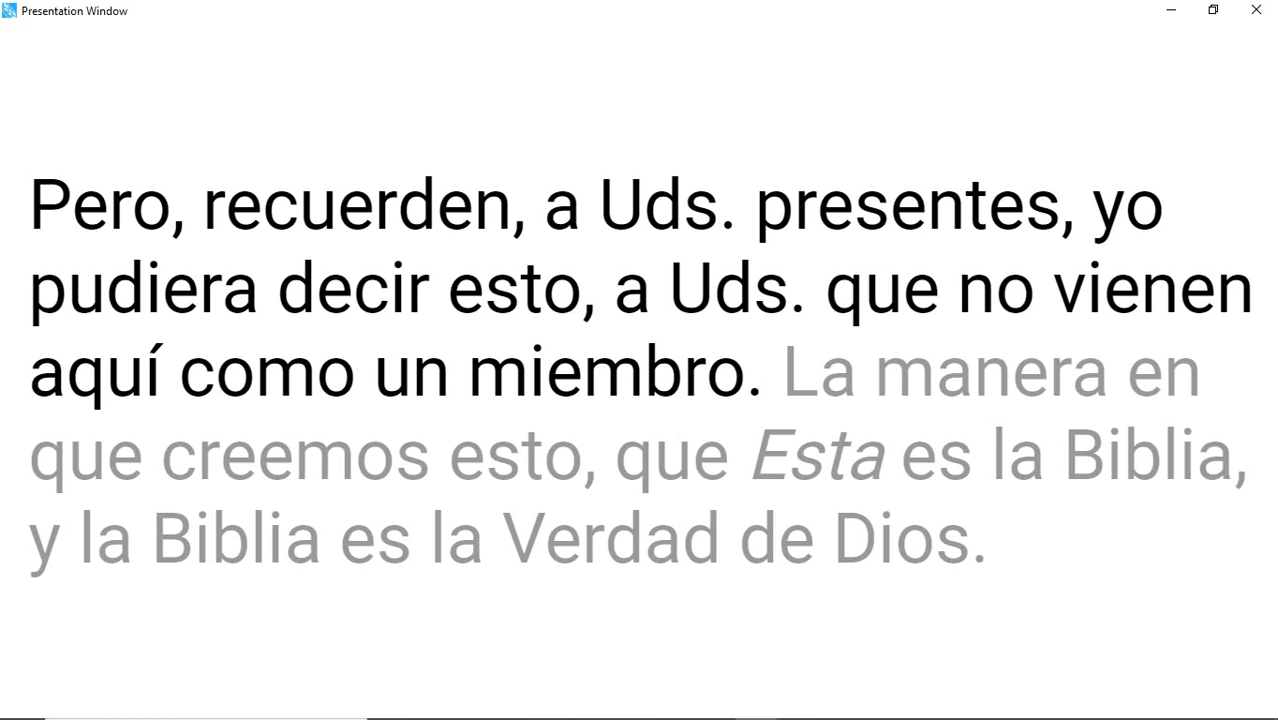 Presentation Window
Pero, recuerden, a Uds. presentes, yo
pudiera decir esto, a Uds. que no vienen
aquí como un miembro. La manera en
que creemos esto, que Esta es la Biblia,
y la Biblia es la Verdad de Dios.